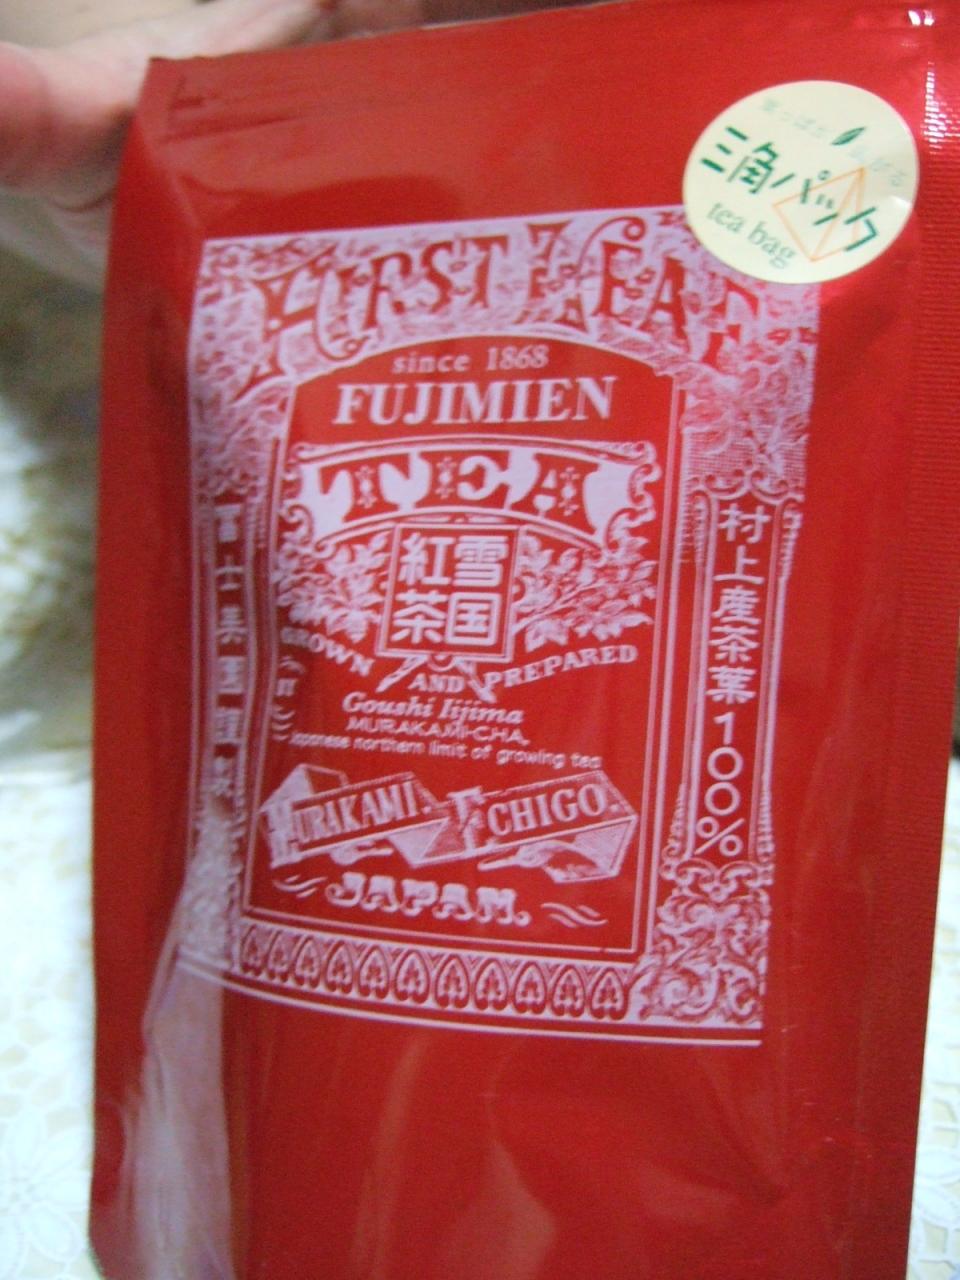 三角パック
tea bag
FIRST LEAF
since 1868
FUJIMIEN
TEA
雪国
紅茶
GROWN AND PREPARED
Goushi Iijima
MURAKAMI-CHA,
Japanese northern limit of growing tea
MURAKAMI. ECHIGO.
JAPAN.
村上産茶葉100%